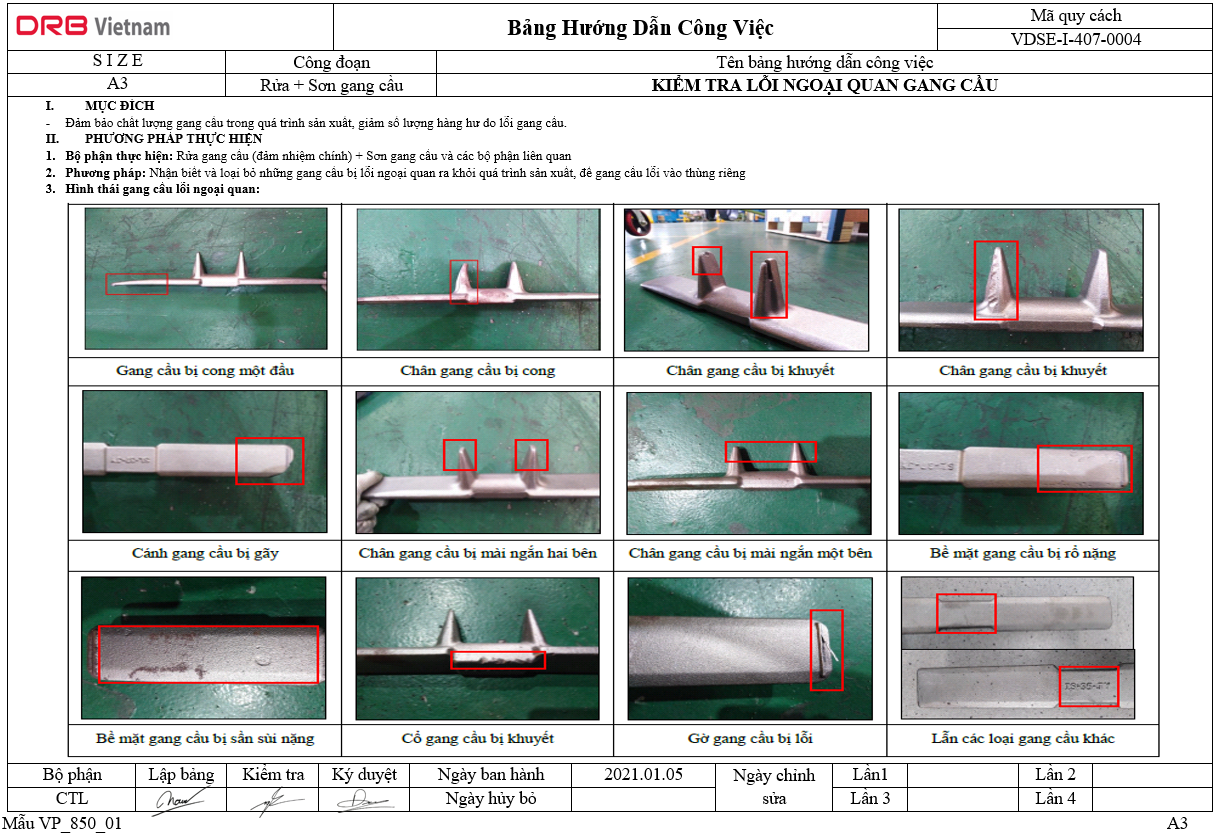 DRB Vietnam
Bảng Hướng Dẫn Công Việc
Mã quy cách
VDSE-I-407-0004
S I Z E
Công đoạn
Tên bảng hướng dẫn công việc
A3
Rửa + Sơn gang cầu
KIỂM TRA LỖI NGOẠI QUAN GANG CẦU
I. MỤC ĐÍCH
- Đảm bảo chất lượng gang cầu trong quá trình sản xuất, giảm số lượng hàng hư do lỗi gang cầu.
II. PHƯƠNG PHÁP THỰC HIỆN
1. Bộ phận thực hiện: Rửa gang cầu (đảm nhiệm chính) + Sơn gang cầu và các bộ phận liên quan
2. Phương pháp: Nhận biết và loại bỏ những gang cầu bị lỗi ngoại quan ra khỏi quá trình sản xuất, để gang cầu lỗi vào thùng riêng
3. Hình thái gang cầu lỗi ngoại quan:
Gang cầu bị cong một đầu
Chân gang cầu bị cong
Chân gang cầu bị khuyết
Chân gang cầu bị khuyết
Cánh gang cầu bị gãy
Chân gang cầu bị mài ngắn hai bên
Chân gang cầu bị mài ngắn một bên
Bề mặt gang cầu bị rổ nặng
Bề mặt gang cầu bị sần sùi nặng
Cổ gang cầu bị khuyết
Gờ gang cầu bị lỗi
Lẫn các loại gang cầu khác
Bộ phận
Lập bảng
Kiểm tra
Ký duyệt
Ngày ban hành
2021.01.05
Ngày chỉnh sửa
Lần1
Lần 2
CTL
Ngày hủy bỏ
Lần 3
Lần 4
Mẫu VP_850_01
A3